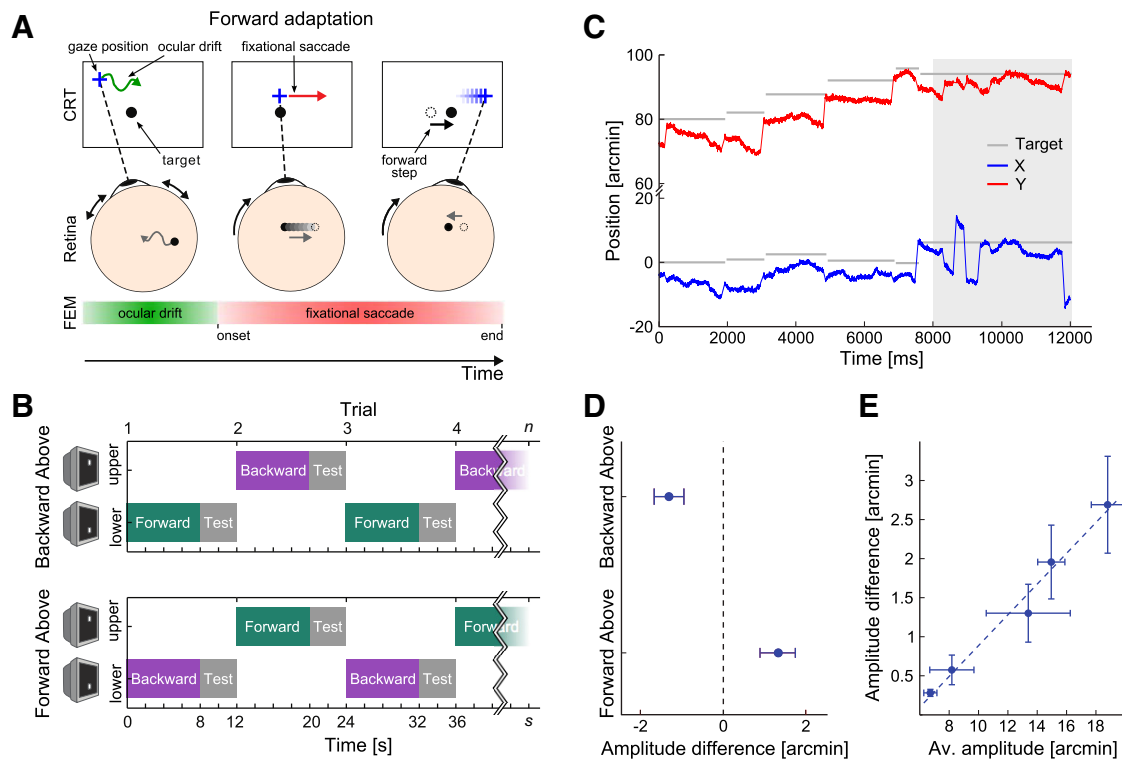 A
Forward adaptation
gaze position
ocular drift
fixational saccade
CRT
target
forward
step
Retina
FEM
ocular drift
fixational saccade
onset
end
Time
B
Trial
1 2 3 4 n
Backward Above
upper
Backward Test Backward
lower
Forward Test Forward Test
Forward Above
upper
Forward Test Forward
lower
Backward Test Backward Test
0 8 12 20 24 32 36 s
Time [s]
C
Position [arcmin]
100
80
60
20
0
-20
Target
X
Y
0 2000 4000 6000 8000 10000 12000
Time [ms]
D
Backward Above
Forward Above
-2 0 2
Amplitude difference [arcmin]
E
Amplitude difference [arcmin]
3
2.5
2
1.5
1
0.5
8 10 12 14 16 18
Av. amplitude [arcmin]